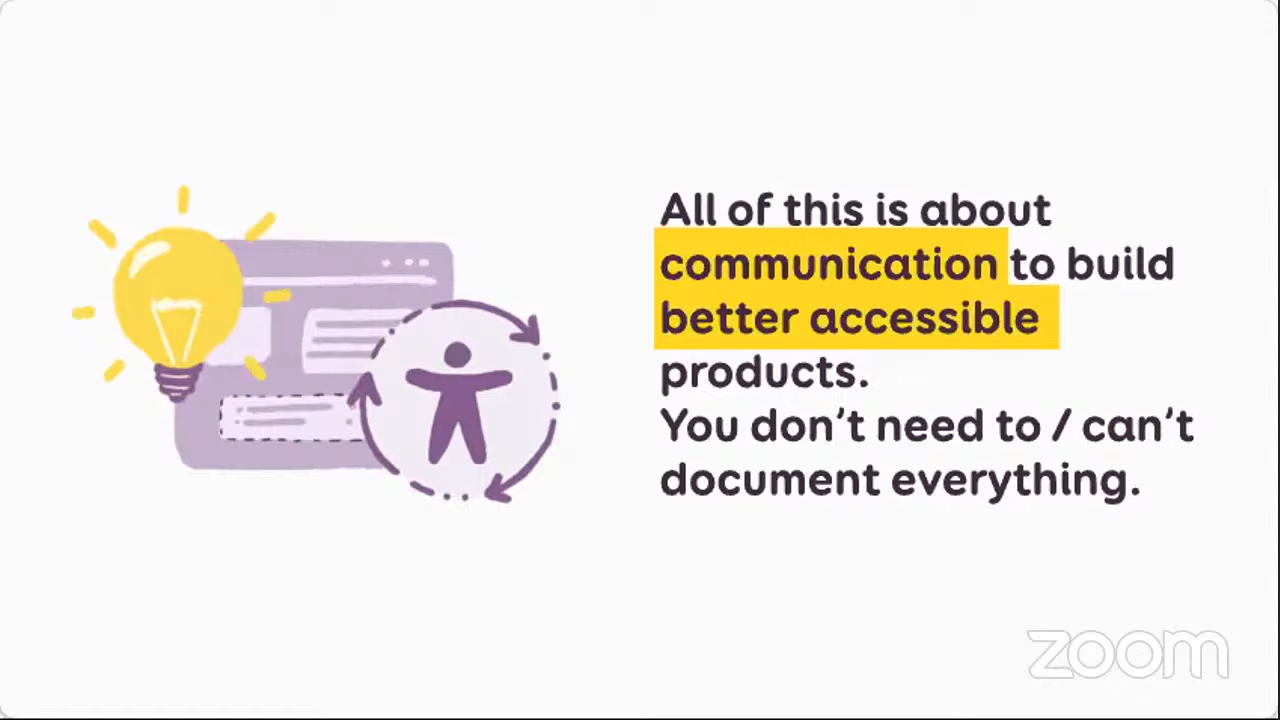 All of this is about
communication to build
better accessible
products.
You don't need to / can't
document everything.
zoom